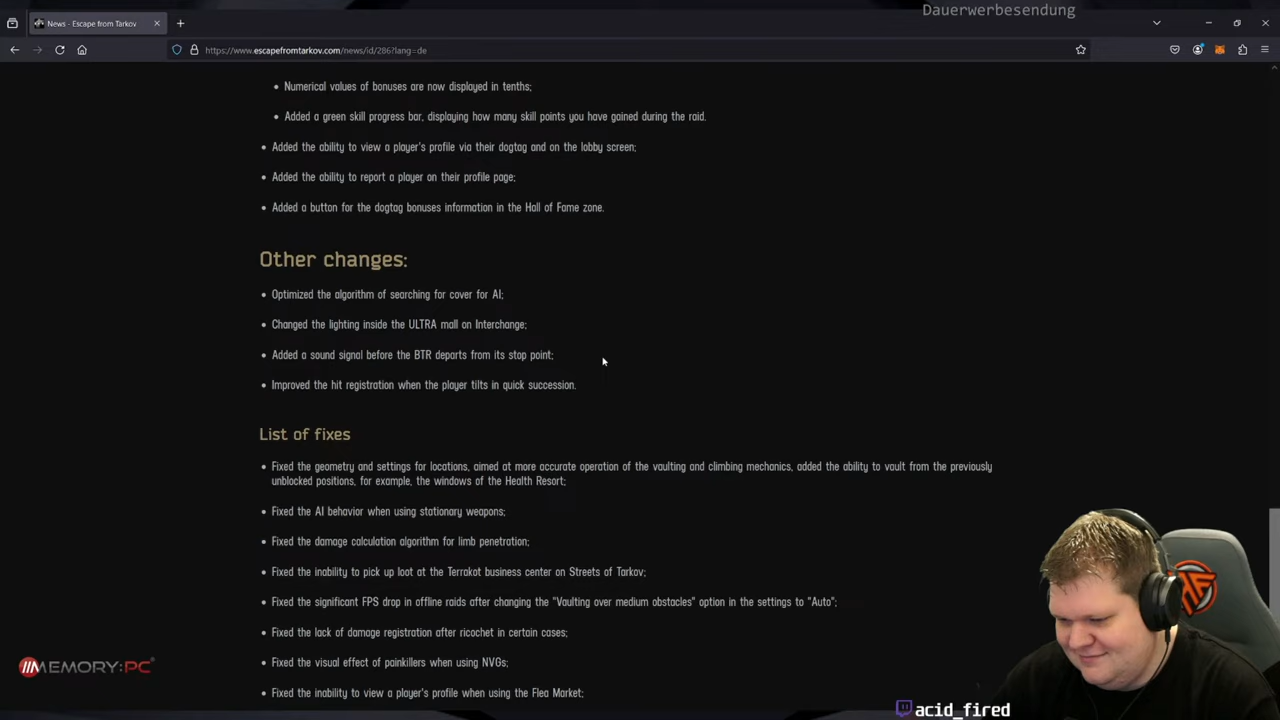 Dauerwerbesendung
News - Escape from Tarkov
https://www.escapefromtarkov.com/news/id/286?lang=de
• Numerical values of bonuses are now displayed in tenths;
• Added a green skill progress bar, displaying how many skill points you have gained during the raid.
• Added the ability to view a player's profile via their dogtag and on the lobby screen;
• Added the ability to report a player on their profile page;
• Added a button for the dogtag bonuses information in the Hall of Fame zone.
Other changes:
• Optimized the algorithm of searching for cover for AI;
• Changed the lighting inside the ULTRA mall on Interchange;
• Added a sound signal before the BTR departs from its stop point;
• Improved the hit registration when the player tilts in quick succession.
List of fixes
• Fixed the geometry and settings for locations, aimed at more accurate operation of the vaulting and climbing mechanics, added the ability to vault from the previously
unblocked positions, for example, the windows of the Health Resort;
• Fixed the AI behavior when using stationary weapons;
• Fixed the damage calculation algorithm for limb penetration;
• Fixed the inability to pick up loot at the Terrakot business center on Streets of Tarkov;
• Fixed the significant FPS drop in offline raids after changing the "Vaulting over medium obstacles" option in the settings to "Auto";
• Fixed the lack of damage registration after ricochet in certain cases;
• Fixed the visual effect of painkillers when using NVGs;
• Fixed the inability to view a player's profile when using the Flea Market;
MEMORY:PC
acid_fired